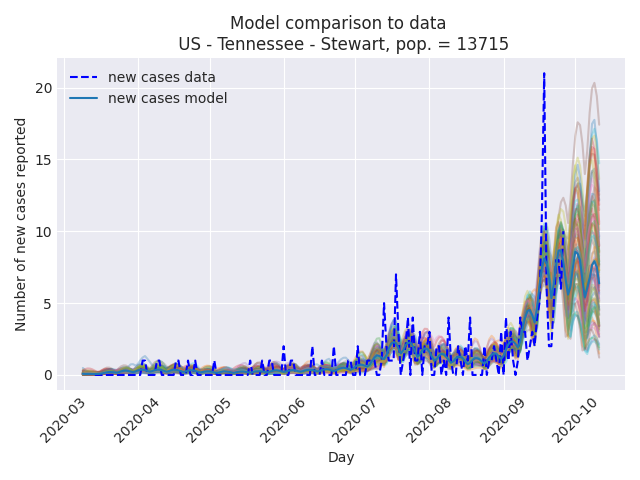 Model comparison to data
US - Tennessee - Stewart, pop. = 13715
new cases data
new cases model
Number of new cases reported
20
15
10
5
0
2020-03
2020-04
2020-05
2020-06
2020-07
2020-08
2020-09
2020-10
Day